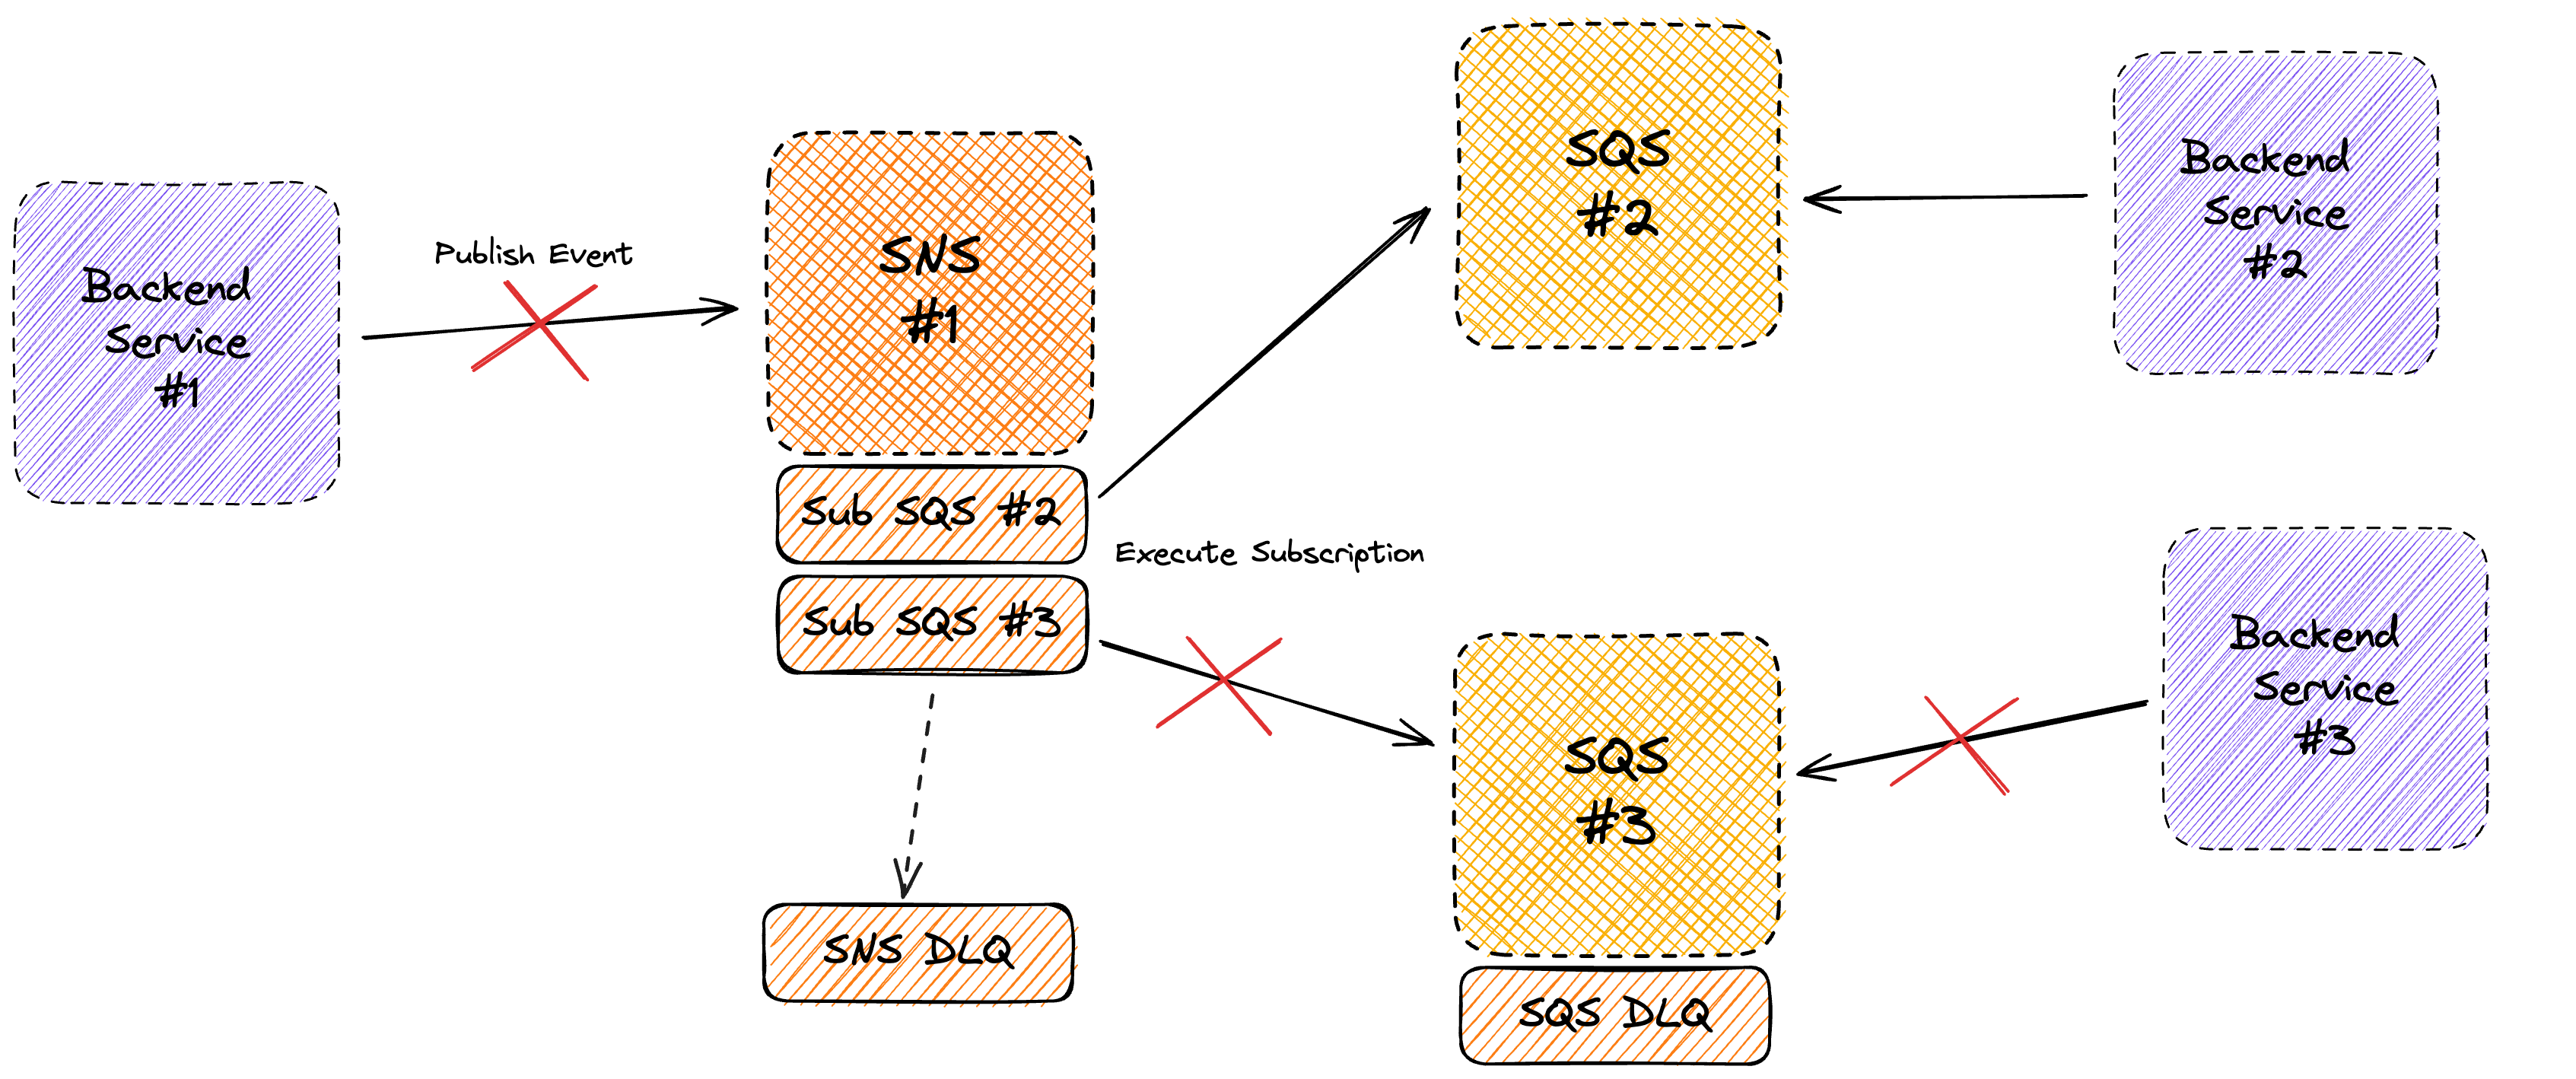 Backend
Service
#1
Publish Event
SNS
#1
Sub SQS #2
Sub SQS #3
Execute Subscription
SNS DLQ
SQS
#2
Backend
Service
#2
SQS
#3
SQS DLQ
Backend
Service
#3